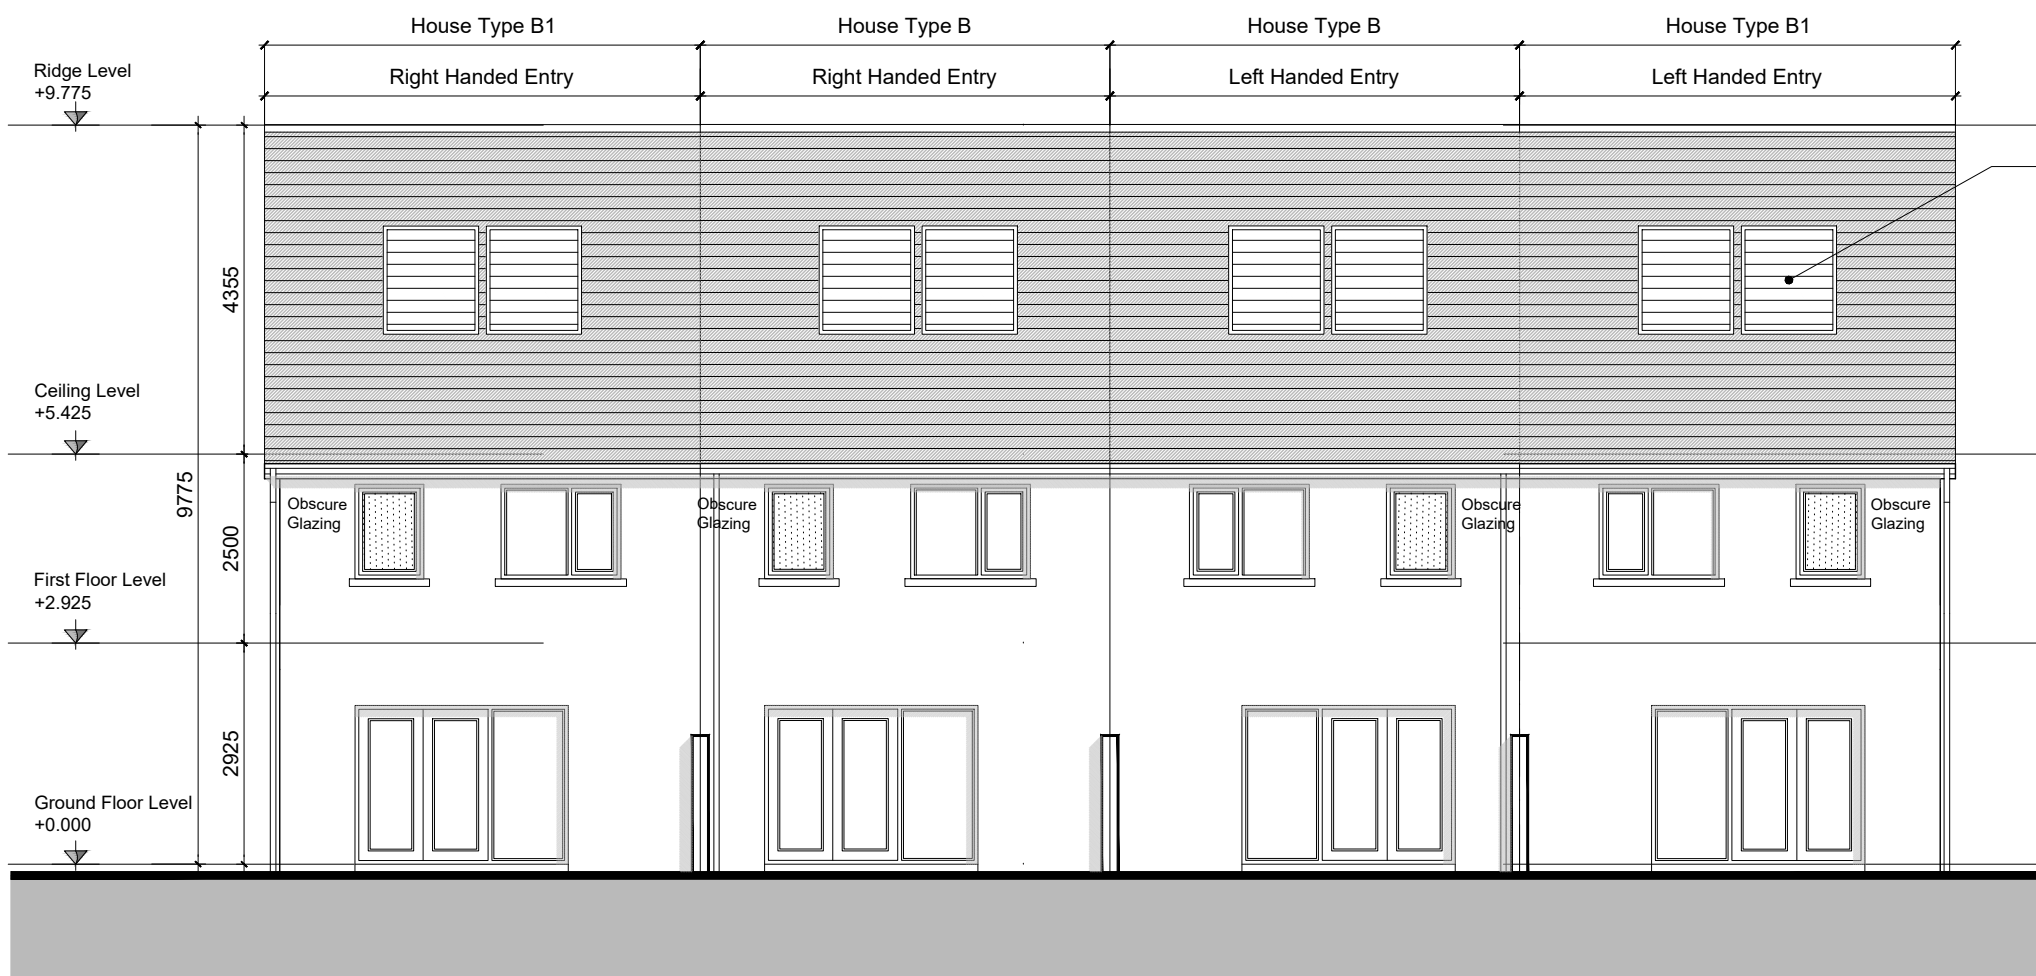 House Type B1
House Type B
House Type B
House Type B1
Right Handed Entry
Right Handed Entry
Left Handed Entry
Left Handed Entry
Ridge Level
+9.775
4355
Ceiling Level
+5.425
9775
2500
Obscure
Glazing
Obscure
Glazing
Obscure
Glazing
Obscure
Glazing
First Floor Level
+2.925
2925
Ground Floor Level
+0.000